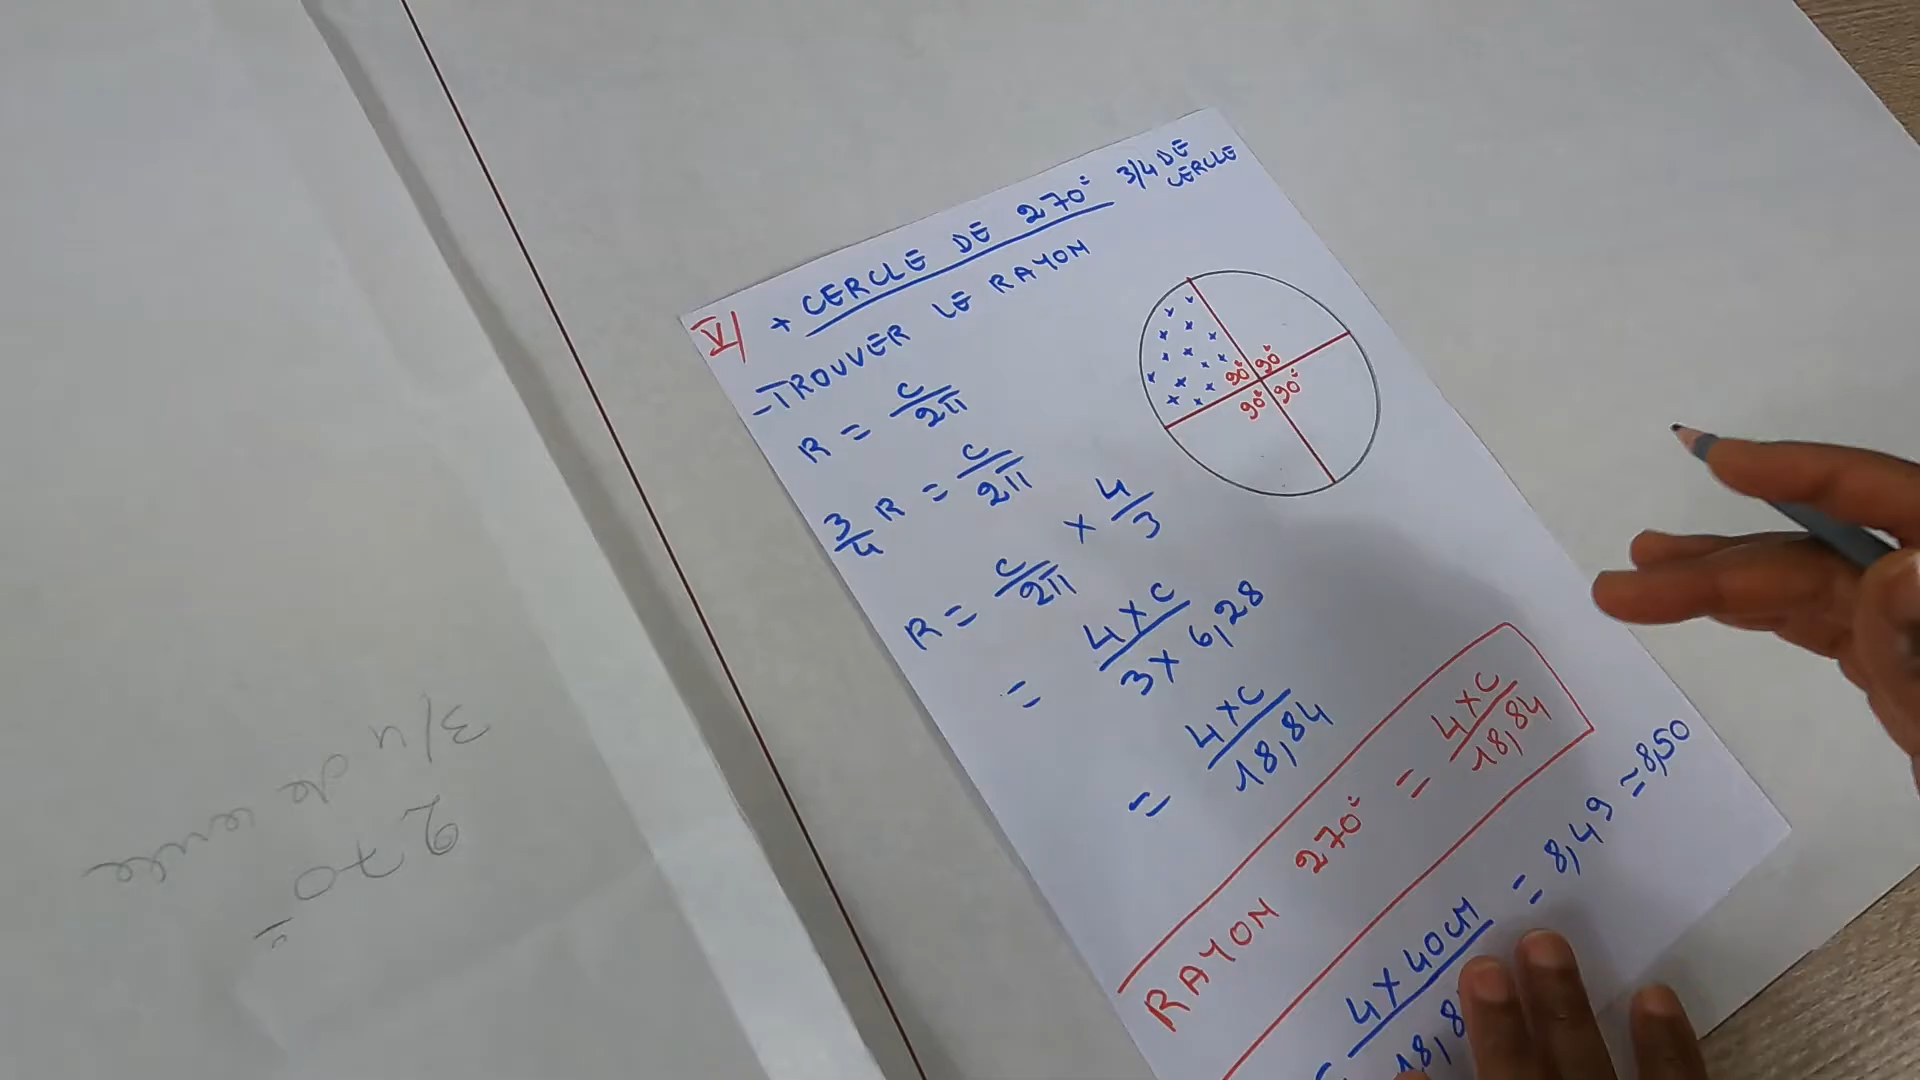 V/ + CERCLE DE 270° 3/4 DE CERCLE
- TROUVER LE RAYON
R = C/2π
3/4 R = C/2π
R = C/2π × 4/3
= 4×C / 3×6,28
= 4×C / 18,84
RAYON 270° = 4×C / 18,84
4×40CM = 8,49 ≃ 8,50
90° 90°
90° 90°
270°
3/4 de cercle